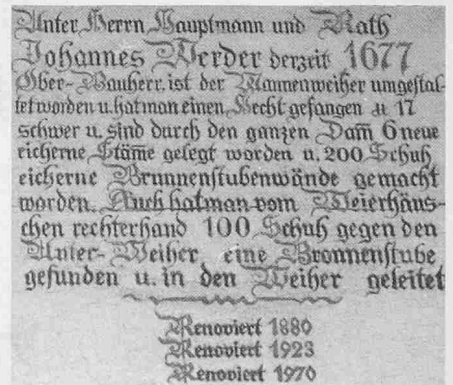 Unter Herrn Hauptmann und Rath
Johannes Werder derzeit 1677
Ober-Bauherr, ist der Wannenweiher umgestal-
tet worden u. hat man einen Hecht gefangen ℔ 17
schwer u. sind durch den ganzen Dam̄ 6 neue
eicherne Stäm̄e gelegt worden u. 200 Schuh
eicherne Brunnenstubenwände gemacht
worden. Auch hat man vom Weierhäus-
chen rechterhand 100 Schuh gegen den
Unter-Weiher eine Bronnenstube
gefunden u. in den Weiher geleitet
Renoviert 1880
Renoviert 1923
Renoviert 1970